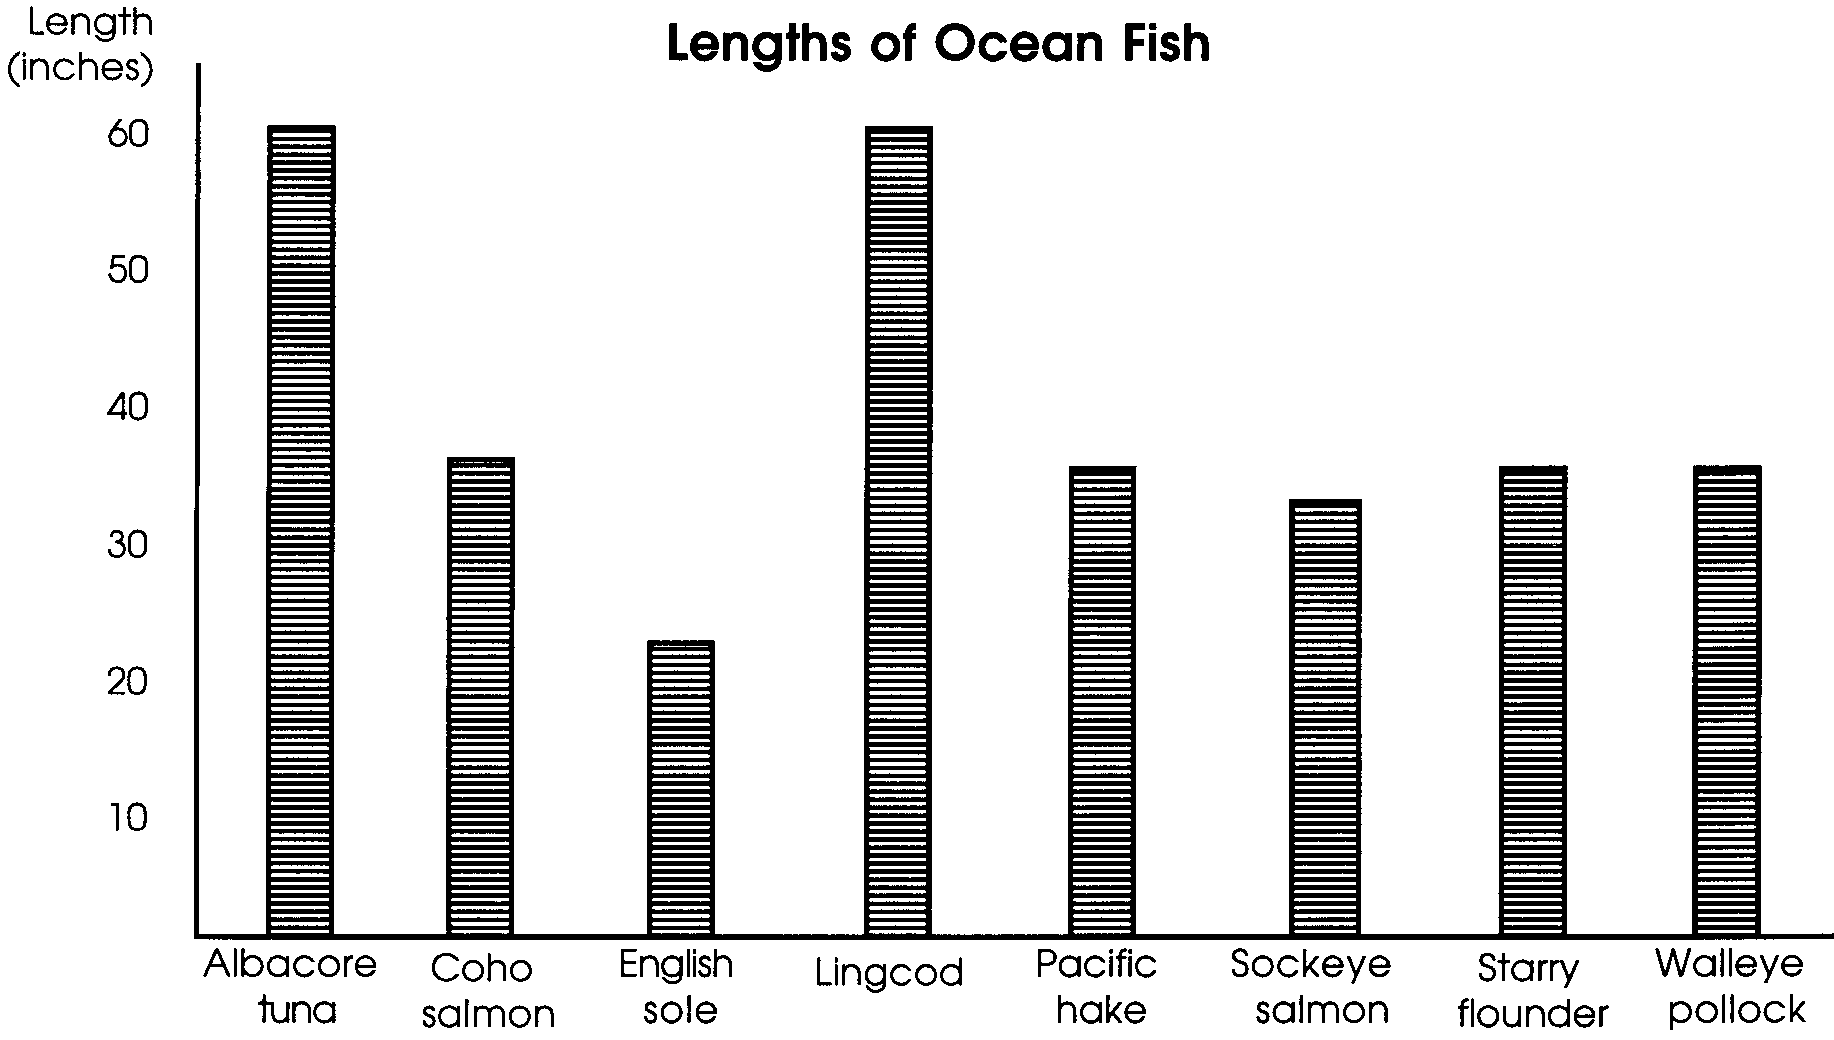 Length
(inches)
Lengths of Ocean Fish
60
50
40
30
20
10
Albacore
tuna
Coho
salmon
English
sole
Lingcod
Pacific
hake
Sockeye
salmon
Starry
flounder
Walleye
pollock